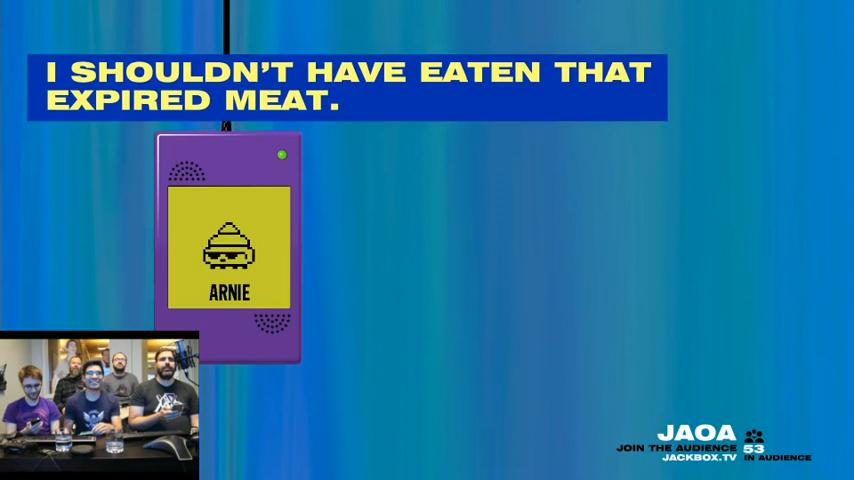 I SHOULDN'T HAVE EATEN THAT
EXPIRED MEAT.
ARNIE
JAOA
JOIN THE AUDIENCE 53
JACKBOX.TV IN AUDIENCE